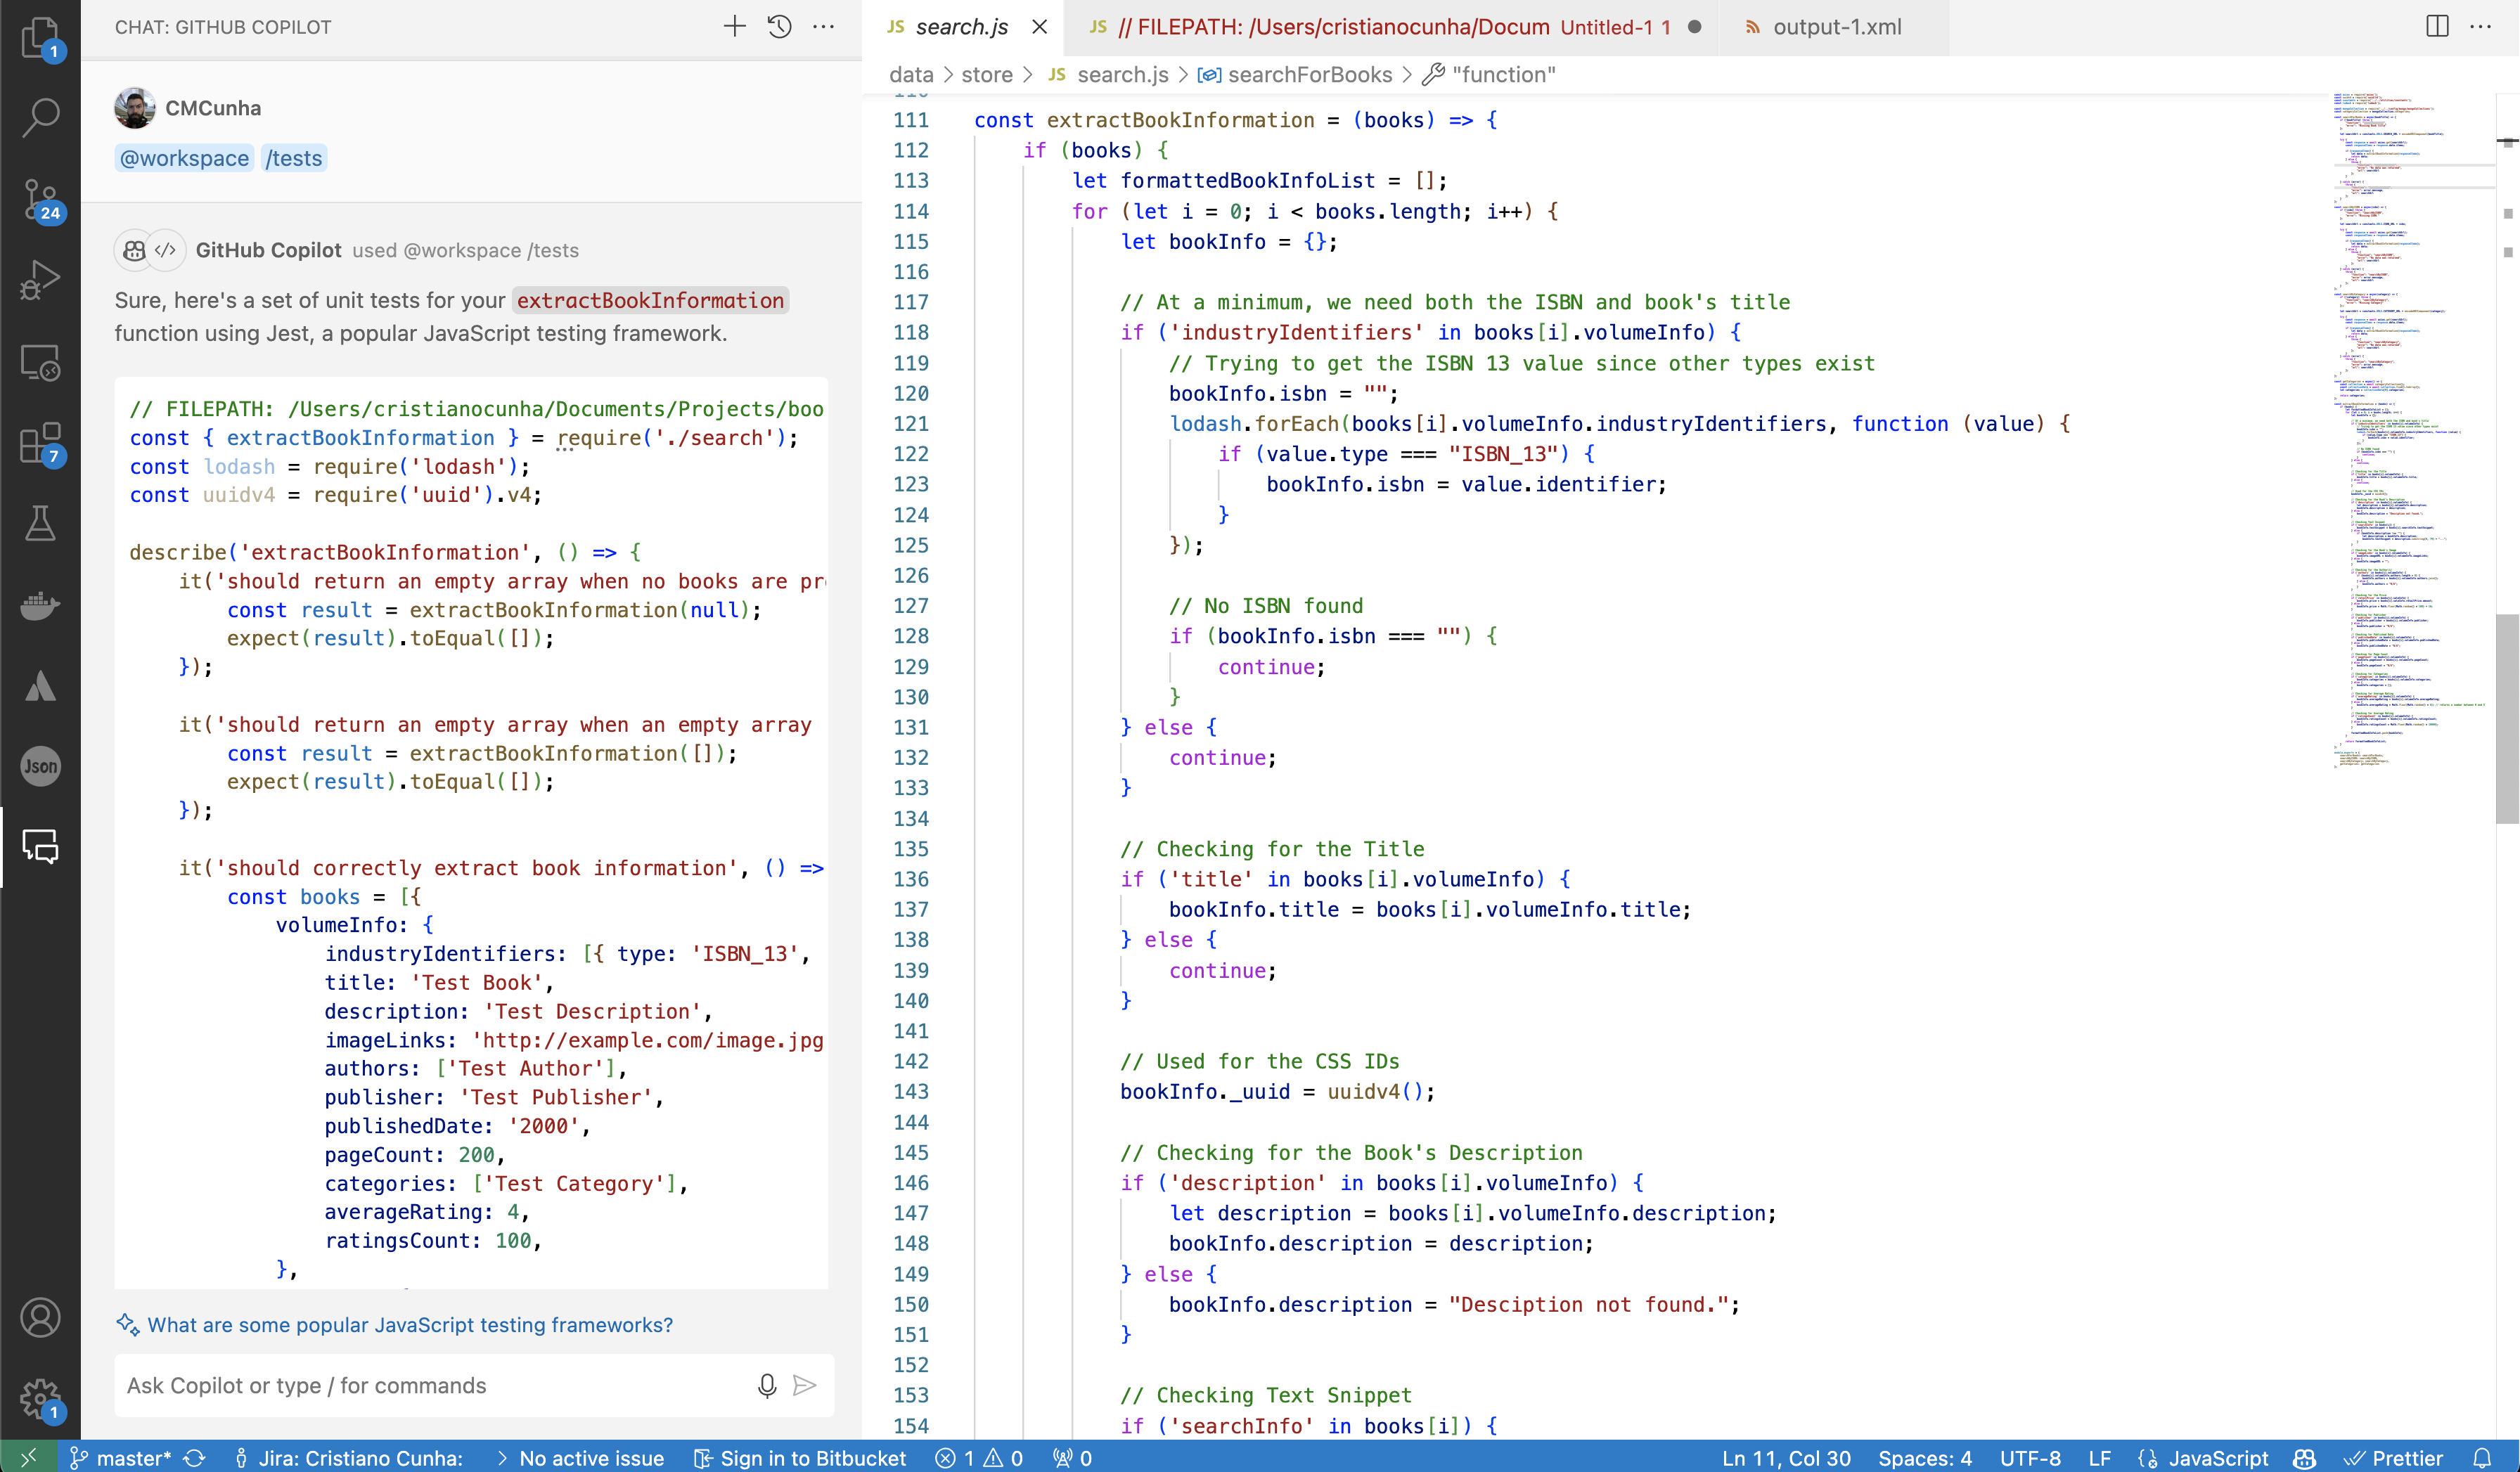 CHAT: GITHUB COPILOT
CMCunha
@workspace /tests
GitHub Copilot used @workspace /tests
Sure, here's a set of unit tests for your extractBookInformation
function using Jest, a popular JavaScript testing framework.
// FILEPATH: /Users/cristianocunha/Documents/Projects/boo
const { extractBookInformation } = require('./search');
const lodash = require('lodash');
const uuidv4 = require('uuid').v4;
describe('extractBookInformation', () => {
it('should return an empty array when no books are pr
const result = extractBookInformation(null);
expect(result).toEqual([]);
});
it('should return an empty array when an empty array
const result = extractBookInformation([]);
expect(result).toEqual([]);
});
it('should correctly extract book information', () =>
const books = [{
volumeInfo: {
industryIdentifiers: [{ type: 'ISBN_13',
title: 'Test Book',
description: 'Test Description',
imageLinks: 'http://example.com/image.jpg
authors: ['Test Author'],
publisher: 'Test Publisher',
publishedDate: '2000',
pageCount: 200,
categories: ['Test Category'],
averageRating: 4,
ratingsCount: 100,
},
What are some popular JavaScript testing frameworks?
Ask Copilot or type / for commands
1
24
7
Json
1
JS search.js
JS // FILEPATH: /Users/cristianocunha/Docum Untitled-1 1
output-1.xml
data > store > JS search.js > searchForBooks > "function"
111 const extractBookInformation = (books) => {
112 if (books) {
113 let formattedBookInfoList = [];
114 for (let i = 0; i < books.length; i++) {
115 let bookInfo = {};
116
117 // At a minimum, we need both the ISBN and book's title
118 if ('industryIdentifiers' in books[i].volumeInfo) {
119 // Trying to get the ISBN 13 value since other types exist
120 bookInfo.isbn = "";
121 lodash.forEach(books[i].volumeInfo.industryIdentifiers, function (value) {
122 if (value.type === "ISBN_13") {
123 bookInfo.isbn = value.identifier;
124 }
125 });
126
127 // No ISBN found
128 if (bookInfo.isbn === "") {
129 continue;
130 }
131 } else {
132 continue;
133 }
134
135 // Checking for the Title
136 if ('title' in books[i].volumeInfo) {
137 bookInfo.title = books[i].volumeInfo.title;
138 } else {
139 continue;
140 }
141
142 // Used for the CSS IDs
143 bookInfo._uuid = uuidv4();
144
145 // Checking for the Book's Description
146 if ('description' in books[i].volumeInfo) {
147 let description = books[i].volumeInfo.description;
148 bookInfo.description = description;
149 } else {
150 bookInfo.description = "Desciption not found.";
151 }
152
153 // Checking Text Snippet
154 if ('searchInfo' in books[i]) {
master* Jira: Cristiano Cunha: > No active issue Sign in to Bitbucket 1 0 0 Ln 11, Col 30 Spaces: 4 UTF-8 LF JavaScript Prettier